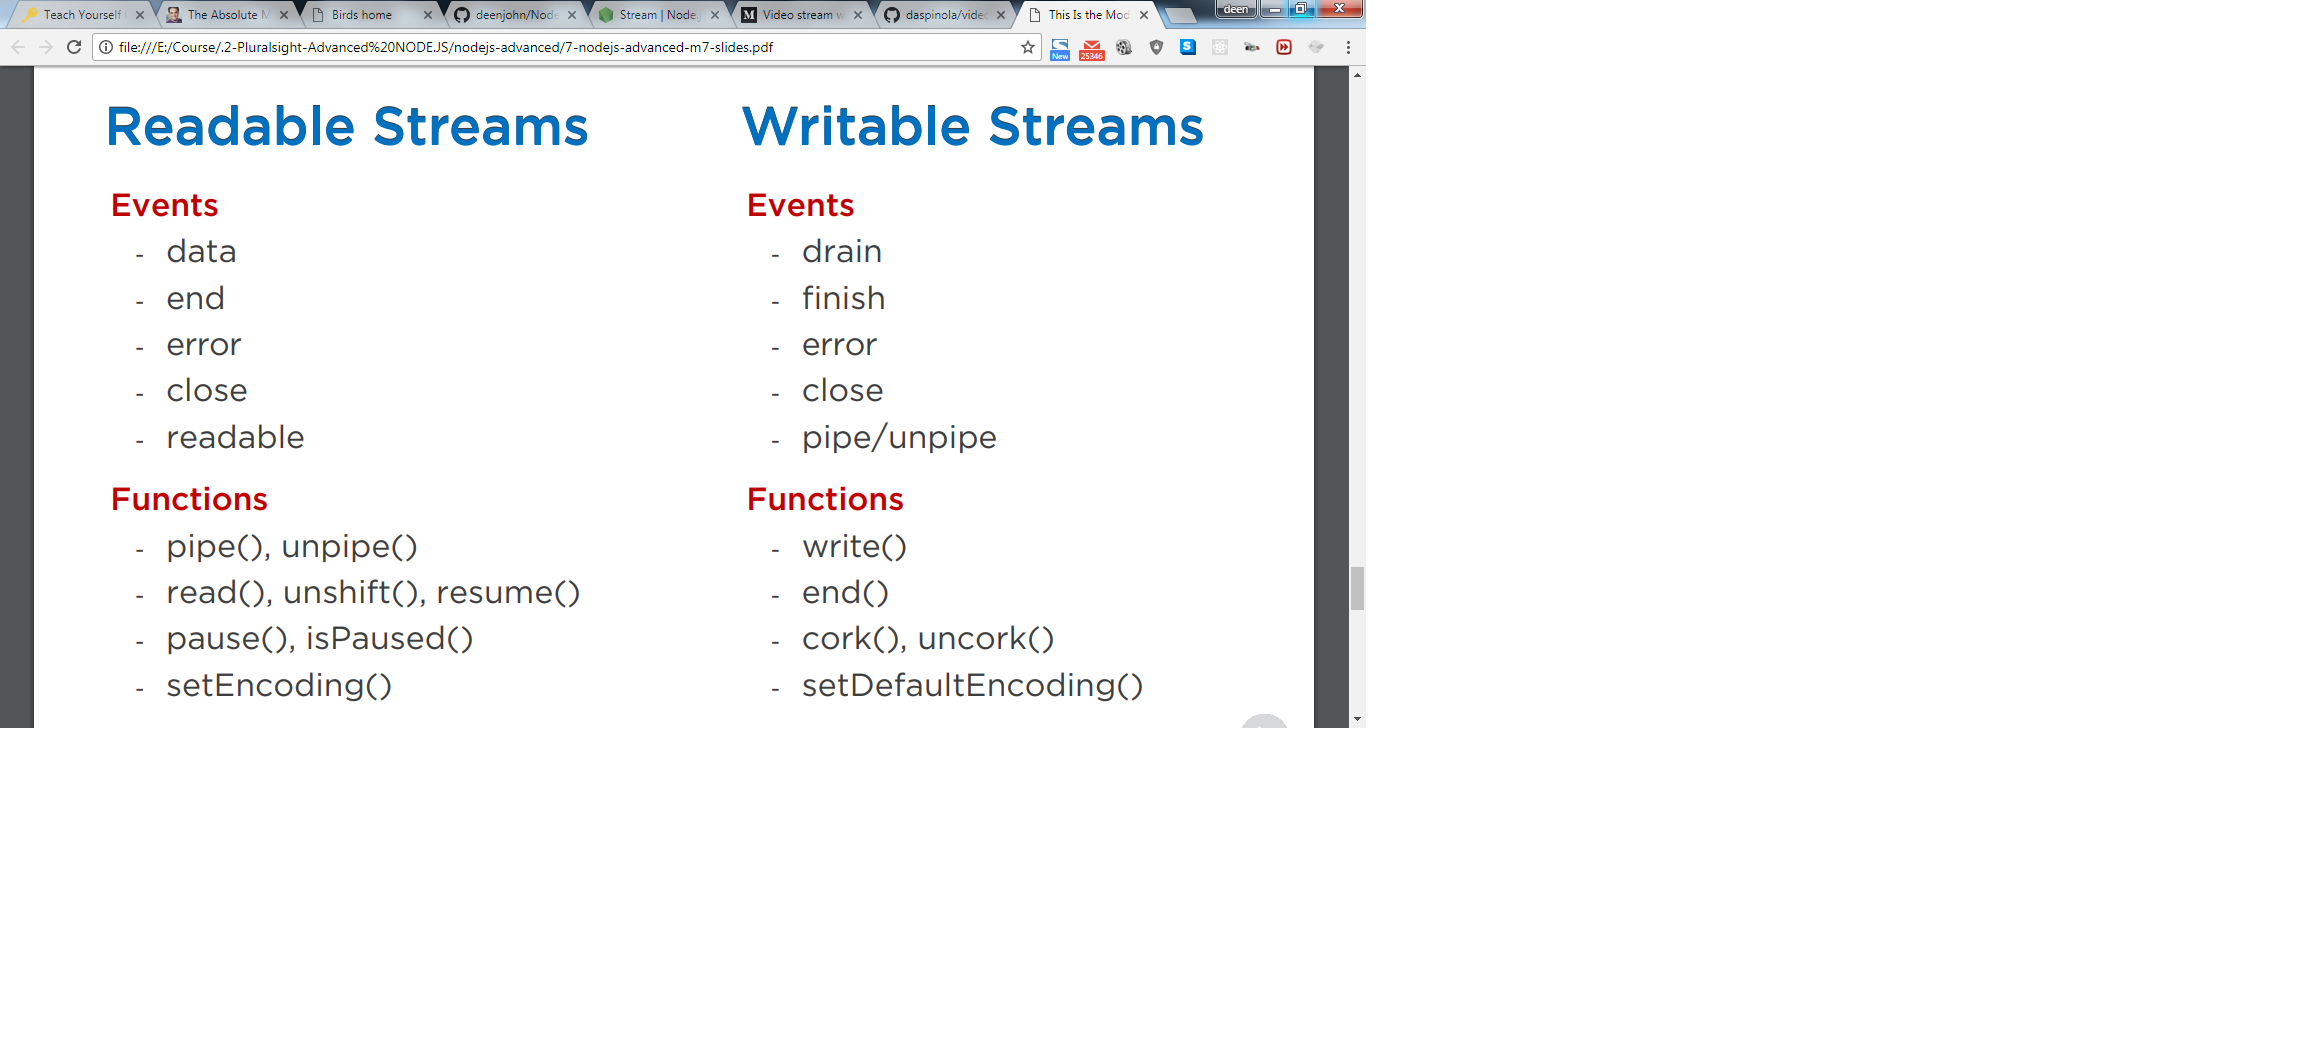 Teach Yourself
The Absolute M
Birds home
deenjohn/Node
Stream | Node.j
Video stream w
daspinola/video
This Is the Mod
deen
file:///E:/Course/.2-Pluralsight-Advanced%20NODEJS/nodejs-advanced/7-nodejs-advanced-m7-slides.pdf
New
25346
Readable Streams
Events
- data
- end
- error
- close
- readable
Functions
- pipe(), unpipe()
- read(), unshift(), resume()
- pause(), isPaused()
- setEncoding()
Writable Streams
Events
- drain
- finish
- error
- close
- pipe/unpipe
Functions
- write()
- end()
- cork(), uncork()
- setDefaultEncoding()